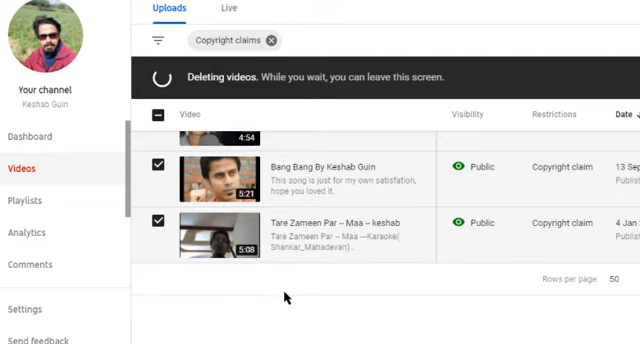 Uploads
Live
Copyright claims
Your channel
Keshab Guin
Deleting videos. While you wait, you can leave this screen.
Video
Visibility
Restrictions
Date
Dashboard
4:54
Videos
Bang Bang By Keshab Guin
This song is just for my own satisfation,
hope you loved it.
5:21
Public
Copyright claim
13 Sep
Publis
Playlists
Analytics
Tare Zameen Par -- Maa -- keshab
Tare Zameen Par -- Maa ---Karaoke(
Shankar_Mahadevan)...
5:08
Public
Copyright claim
4 Jan
Publis
Comments
Rows per page: 50
Settings
Send feedback